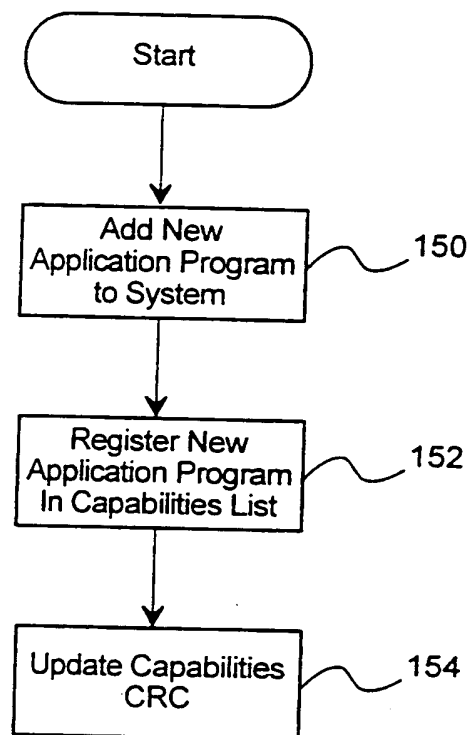 Start
Add New
Application Program
to System
150
Register New
Application Program
In Capabilities List
152
Update Capabilities
CRC
154